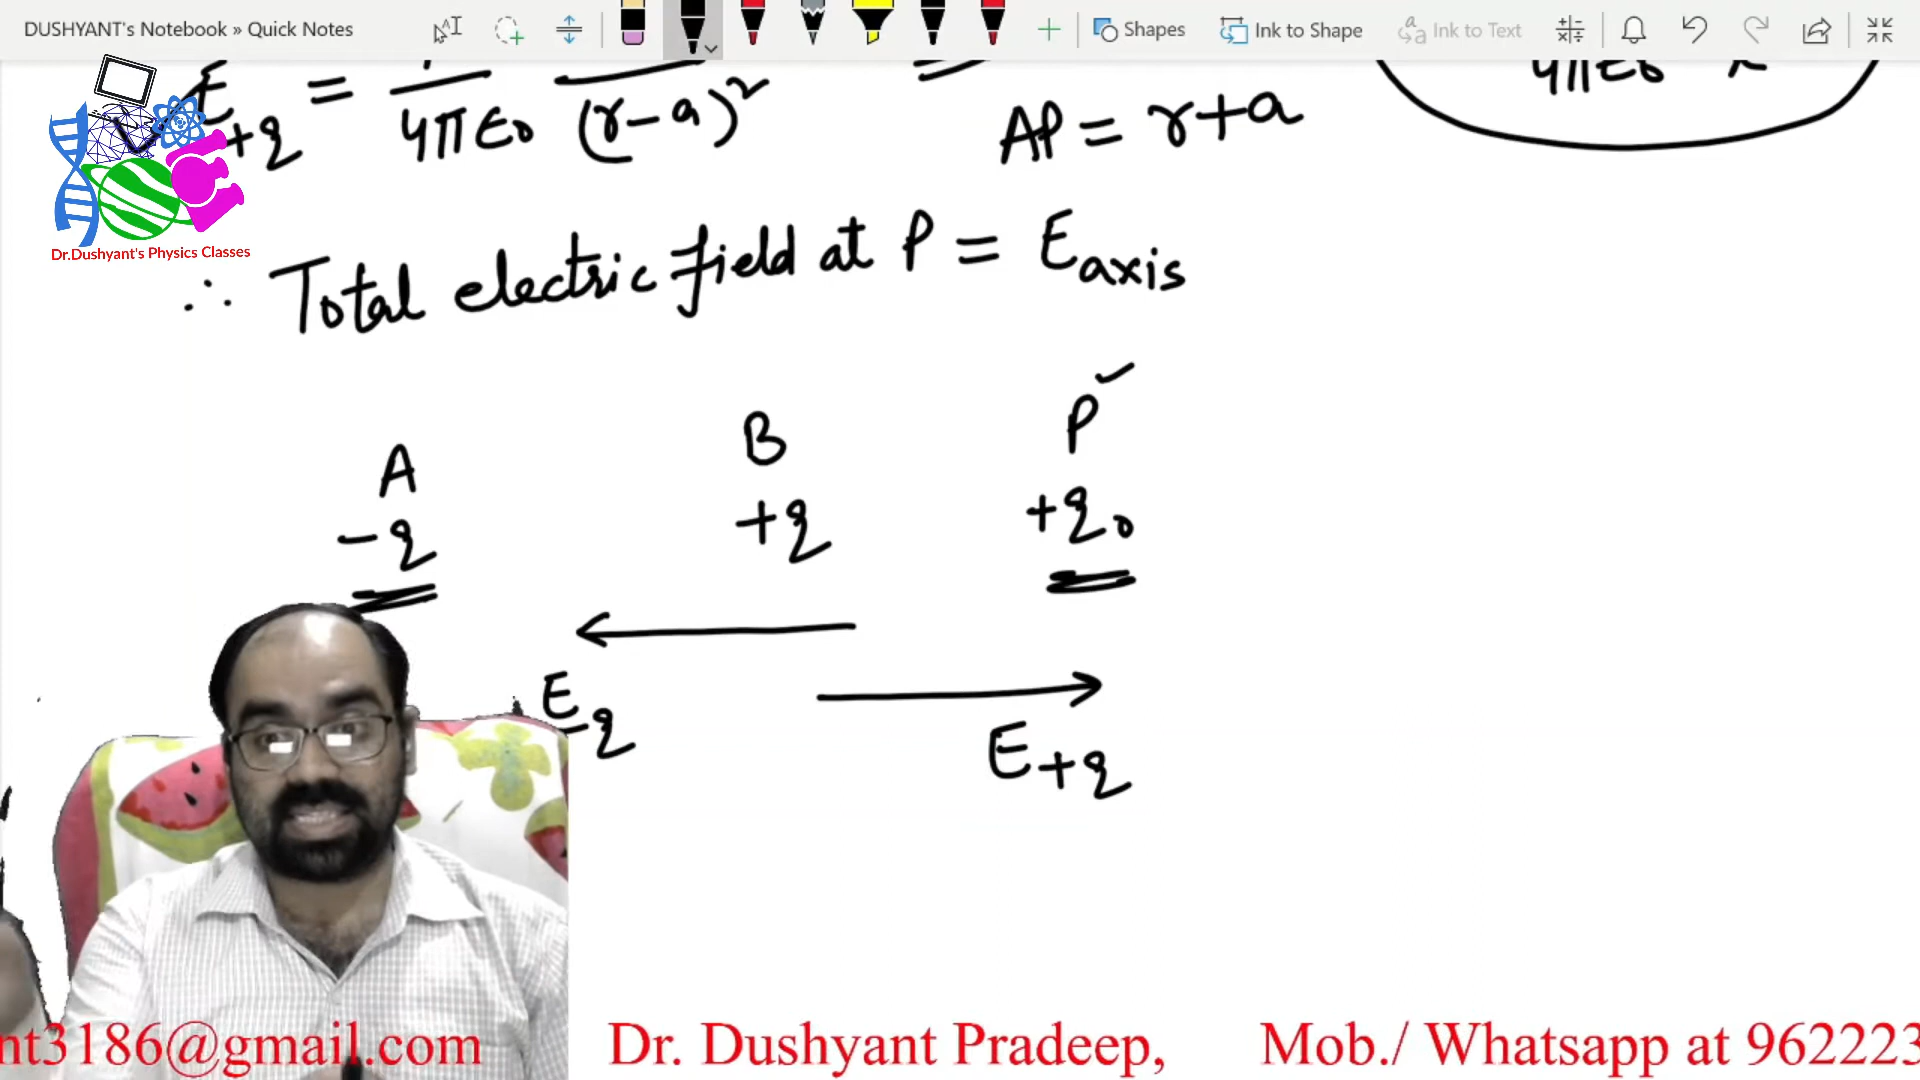 DUSHYANT's Notebook » Quick Notes
Shapes
Ink to Shape
Ink to Text
E+q = 4πε0 (r-a)²
AP = r+a
4πε0
Dr.Dushyant's Physics Classes
∴ Total electric field at P = Eaxis
A B P
-q +q +q0
E-q
E+q
nt3186@gmail.com Dr. Dushyant Pradeep, Mob./ Whatsapp at 962223